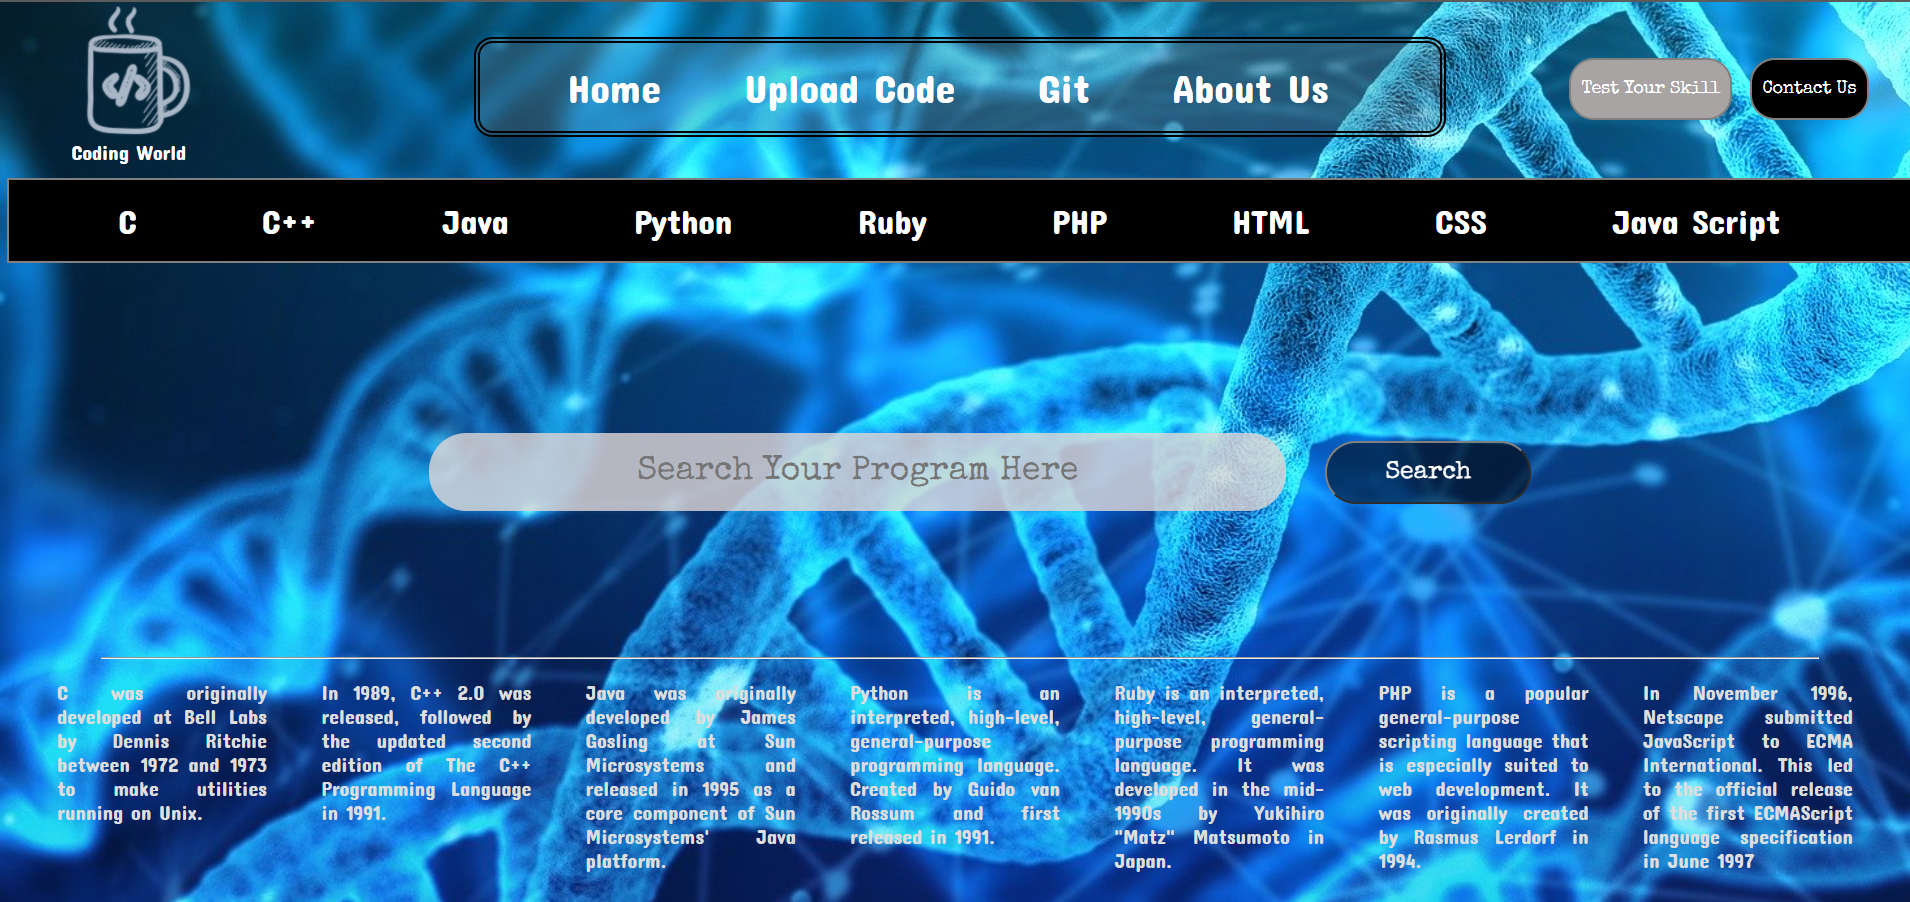 </>
Coding World
Home Upload Code Git About Us
Test Your Skill Contact Us
C C++ Java Python Ruby PHP HTML CSS Java Script
Search Your Program Here Search
C was originally
developed at Bell Labs
by Dennis Ritchie
between 1972 and 1973
to make utilities
running on Unix.
In 1989, C++ 2.0 was
released, followed by
the updated second
edition of The C++
Programming Language
in 1991.
Java was originally
developed by James
Gosling at Sun
Microsystems and
released in 1995 as a
core component of Sun
Microsystems' Java
platform.
Python is an
interpreted, high-level,
general-purpose
programming language.
Created by Guido van
Rossum and first
released in 1991.
Ruby is an interpreted,
high-level, general-
purpose programming
language. It was
developed in the mid-
1990s by Yukihiro
"Matz" Matsumoto in
Japan.
PHP is a popular
general-purpose
scripting language that
is especially suited to
web development. It
was originally created
by Rasmus Lerdorf in
1994.
In November 1996,
Netscape submitted
JavaScript to ECMA
International. This led
to the official release
of the first ECMAScript
language specification
in June 1997